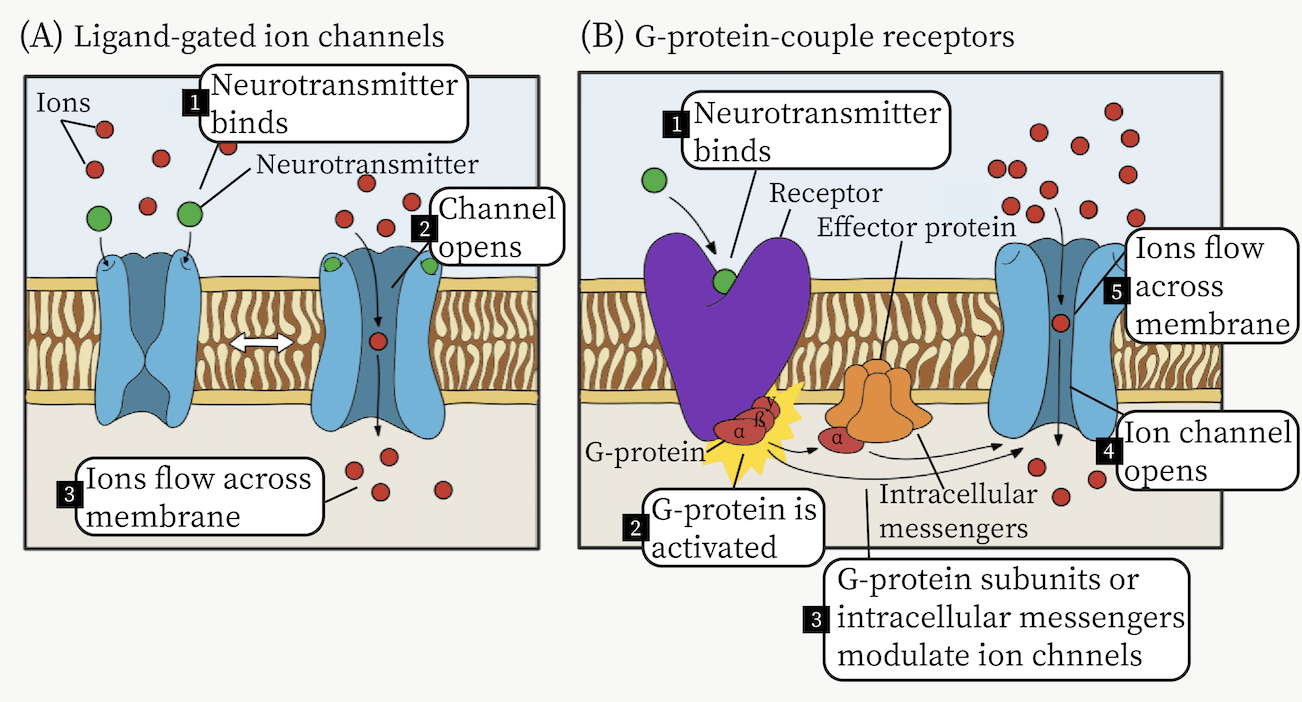 (A) Ligand-gated ion channels
Ions
1
Neurotransmitter
binds
Neurotransmitter
2
Channel
opens
3
Ions flow across
membrane
(B) G-protein-couple receptors
1
Neurotransmitter
binds
Receptor
Effector protein
5
Ions flow
across
membrane
γ
ß
α
α
G-protein
4
Ion channel
opens
2
G-protein is
activated
Intracellular
messengers
3
G-protein subunits or
intracellular messengers
modulate ion chnnels